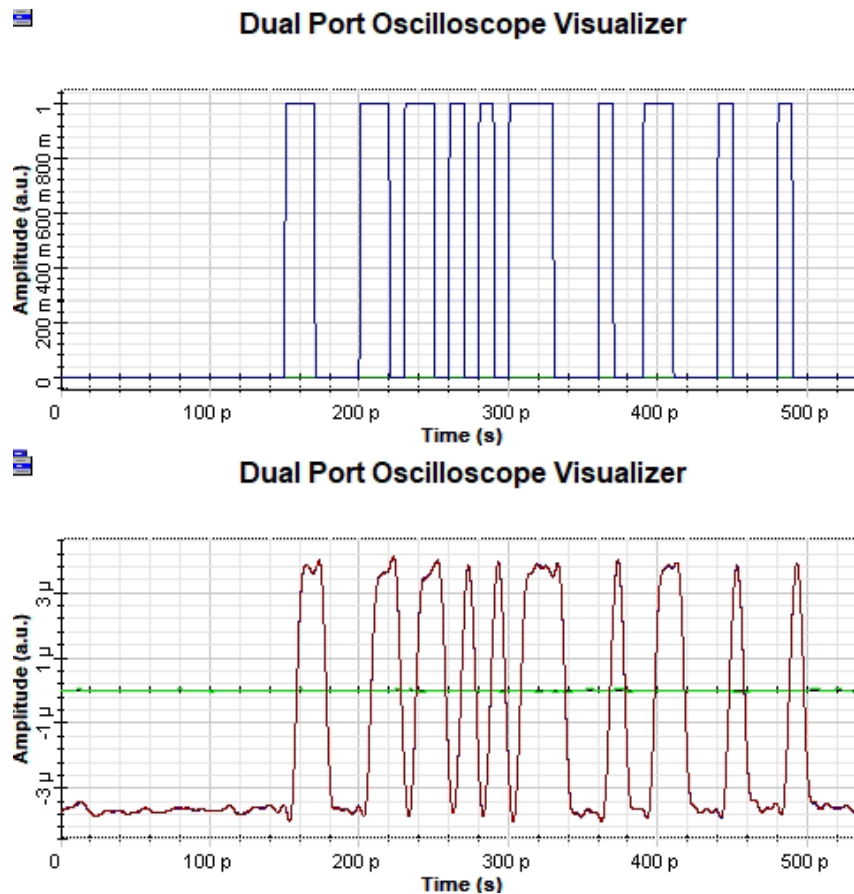 Dual Port Oscilloscope Visualizer
Amplitude (a.u.)
1
800 m
600 m
400 m
200 m
0
0 100 p 200 p 300 p 400 p 500 p
Time (s)
Dual Port Oscilloscope Visualizer
Amplitude (a.u.)
3 µ
1 µ
-1 µ
-3 µ
0 100 p 200 p 300 p 400 p 500 p
Time (s)